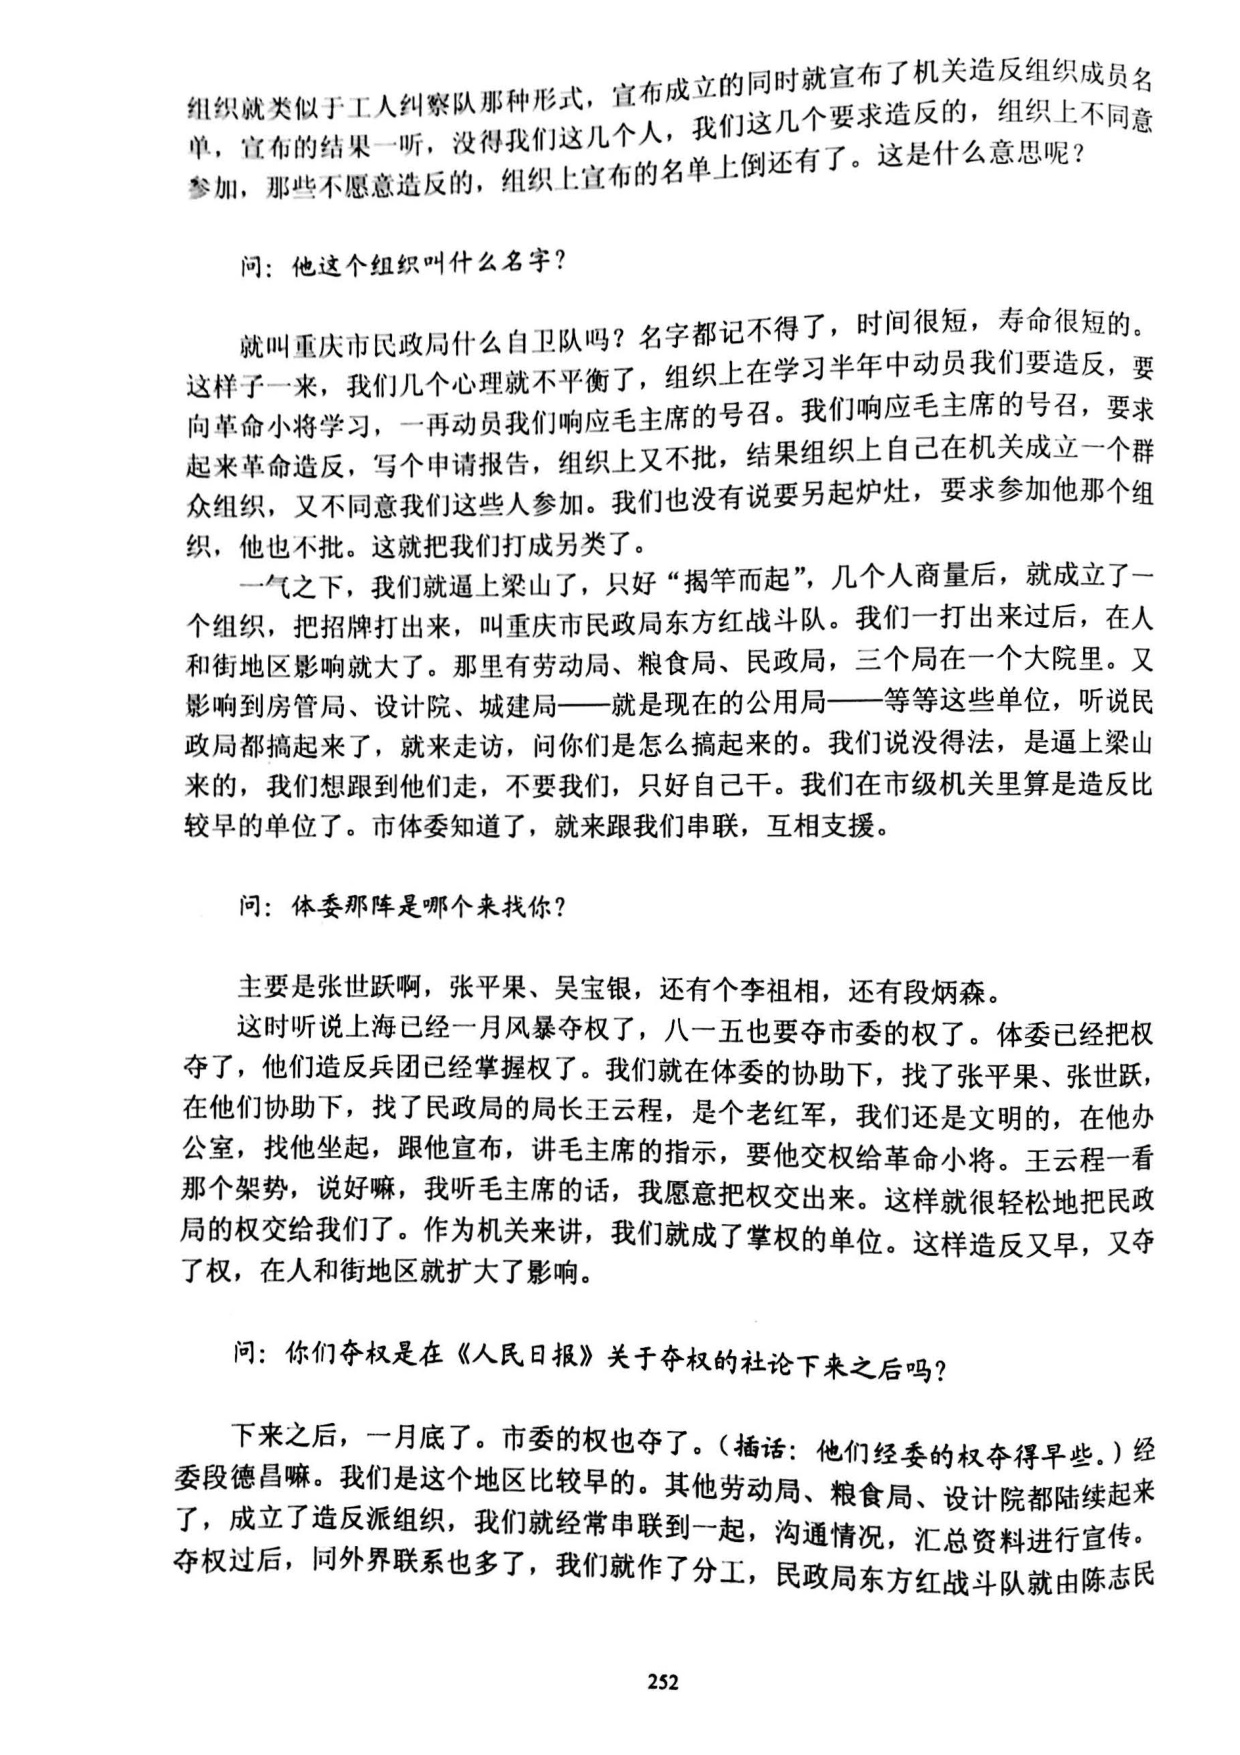 组织就类似于工人纠察队那种形式，宣布成立的同时就宣布了机关造反组织成员名
单，宣布的结果一听，没得我们这几个人，我们这几个要求造反的，组织上不同意
参加，那些不愿意造反的，组织上宣布的名单上倒还有了。这是什么意思呢？
问：他这个组织叫什么名字？
就叫重庆市民政局什么自卫队吗？名字都记不得了，时间很短，寿命很短的。
这样子一来，我们几个心理就不平衡了，组织上在学习半年中动员我们要造反，要
向革命小将学习，一再动员我们响应毛主席的号召。我们响应毛主席的号召，要求
起来革命造反，写个申请报告，组织上又不批，结果组织上自己在机关成立一个群
众组织，又不同意我们这些人参加。我们也没有说要另起炉灶，要求参加他那个组
织，他也不批。这就把我们打成另类了。
一气之下，我们就逼上梁山了，只好“揭竿而起”，几个人商量后，就成立了一
个组织，把招牌打出来，叫重庆市民政局东方红战斗队。我们一打出来过后，在人
和街地区影响就大了。那里有劳动局、粮食局、民政局，三个局在一个大院里。又
影响到房管局、设计院、城建局——就是现在的公用局——等等这些单位，听说民
政局都搞起来了，就来走访，问你们是怎么搞起来的。我们说没得法，是逼上梁山
来的，我们想跟到他们走，不要我们，只好自己干。我们在市级机关里算是造反比
较早的单位了。市体委知道了，就来跟我们串联，互相支援。
问：体委那阵是哪个来找你？
主要是张世跃啊，张平果、吴宝银，还有个李祖相，还有段炳森。
这时听说上海已经一月风暴夺权了，八一五也要夺市委的权了。体委已经把权
夺了，他们造反兵团已经掌握权了。我们就在体委的协助下，找了张平果、张世跃，
在他们协助下，找了民政局的局长王云程，是个老红军，我们还是文明的，在他办
公室，找他坐起，跟他宣布，讲毛主席的指示，要他交权给革命小将。王云程一看
那个架势，说好嘛，我听毛主席的话，我愿意把权交出来。这样就很轻松地把民政
局的权交给我们了。作为机关来讲，我们就成了掌权的单位。这样造反又早，又夺
了权，在人和街地区就扩大了影响。
问：你们夺权是在《人民日报》关于夺权的社论下来之后吗？
下来之后，一月底了。市委的权也夺了。（插话：他们经委的权夺得早些。）经
委段德昌嘛。我们是这个地区比较早的。其他劳动局、粮食局、设计院都陆续起来
了，成立了造反派组织，我们就经常串联到一起，沟通情况，汇总资料进行宣传。
夺权过后，同外界联系也多了，我们就作了分工，民政局东方红战斗队就由陈志民
252